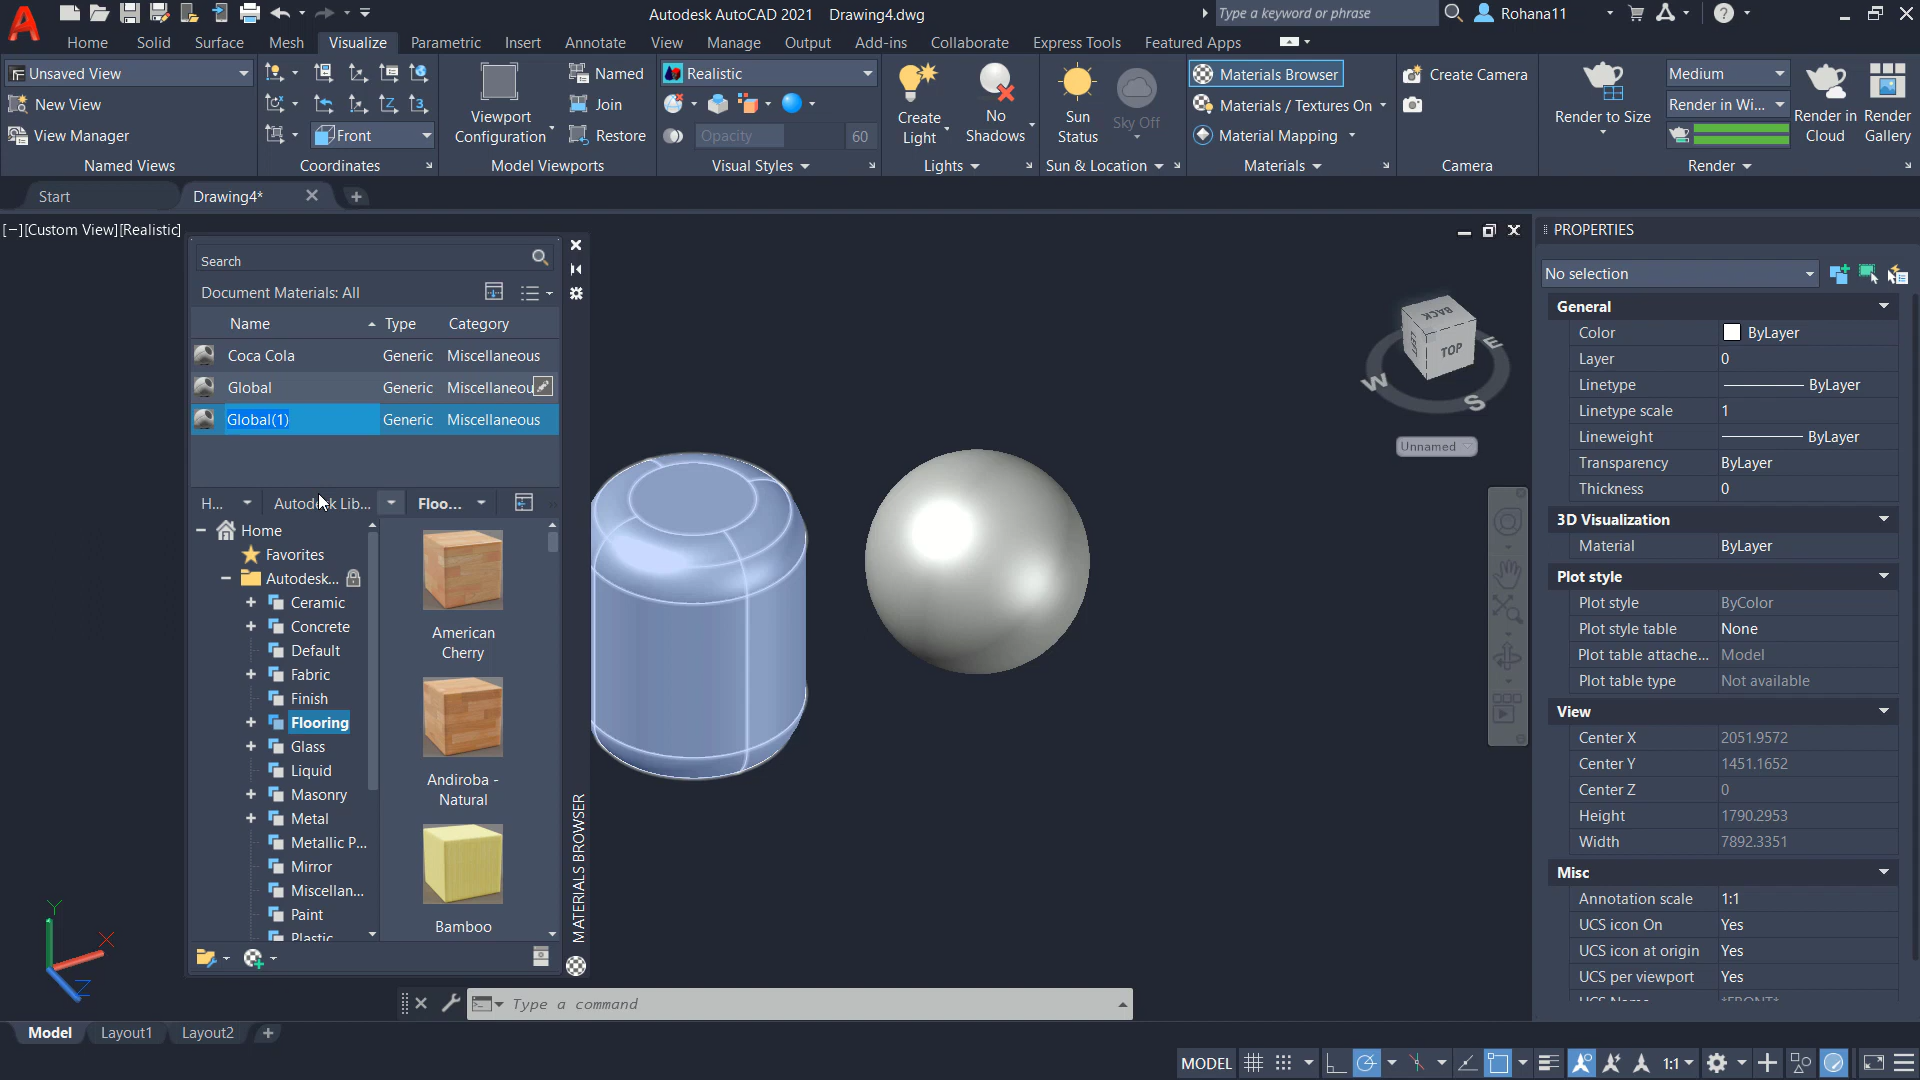 Autodesk AutoCAD 2021 Drawing4.dwg
Type a keyword or phrase
Rohana11
Home Solid Surface Mesh Visualize Parametric Insert Annotate View Manage Output Add-ins Collaborate Express Tools Featured Apps
Unsaved View
New View
View Manager
Named Views
Front
Coordinates
Viewport
Configuration
Named
Join
Restore
Model Viewports
Realistic
Opacity 60
Visual Styles
Create
Light
No
Shadows
Lights
Sun
Status
Sky Off
Sun & Location
Materials Browser
Materials / Textures On
Material Mapping
Materials
Create Camera
Camera
Render to Size
Medium
Render in Wi...
Render in
Cloud
Render
Gallery
Render
Start
Drawing4*
[−][Custom View][Realistic]
Search
Document Materials: All
Name Type Category
Coca Cola Generic Miscellaneous
Global Generic Miscellaneou
Global(1) Generic Miscellaneous
H... Autodesk Lib... Floo...
Home
Favorites
Autodesk...
Ceramic
Concrete
Default
Fabric
Finish
Flooring
Glass
Liquid
Masonry
Metal
Metallic P...
Mirror
Miscellan...
Paint
Plastic
American
Cherry
Andiroba -
Natural
Bamboo
MATERIALS BROWSER
BACK
TOP
W
S
E
Unnamed
Y
X
Z
PROPERTIES
No selection
General
Color ByLayer
Layer 0
Linetype ByLayer
Linetype scale 1
Lineweight ByLayer
Transparency ByLayer
Thickness 0
3D Visualization
Material ByLayer
Plot style
Plot style ByColor
Plot style table None
Plot table attache... Model
Plot table type Not available
View
Center X 2051.9572
Center Y 1451.1652
Center Z 0
Height 1790.2953
Width 7892.3351
Misc
Annotation scale 1:1
UCS icon On Yes
UCS icon at origin Yes
UCS per viewport Yes
Type a command
Model Layout1 Layout2
MODEL
1:1